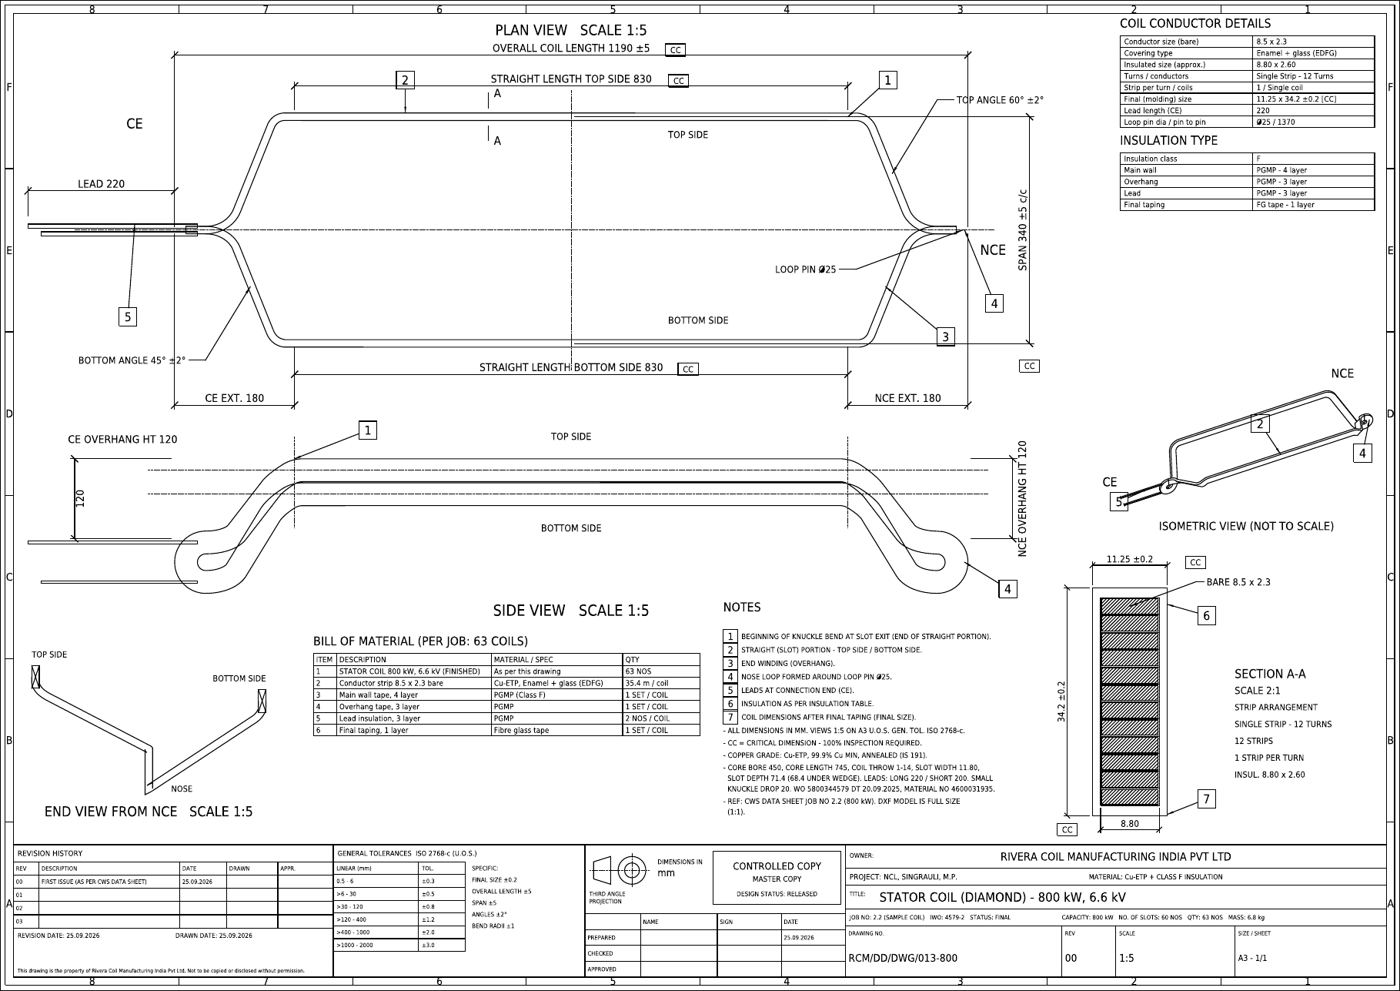 8 7 6 5 4 3 2 1
PLAN VIEW   SCALE 1:5
OVERALL COIL LENGTH 1190 ±5 CC
STRAIGHT LENGTH TOP SIDE 830 CC
2
1
A
A
TOP ANGLE 60° ±2°
CE
TOP SIDE
LEAD 220
SPAN 340 ±5 c/c
NCE
LOOP PIN Ø25
4
5
BOTTOM SIDE
3
BOTTOM ANGLE 45° ±2°
STRAIGHT LENGTH BOTTOM SIDE 830 CC
CC
CE EXT. 180
NCE EXT. 180
COIL CONDUCTOR DETAILS
Conductor size (bare) 8.5 x 2.3
Covering type Enamel + glass (EDFG)
Insulated size (approx.) 8.80 x 2.60
Turns / conductors Single Strip - 12 Turns
Strip per turn / coils 1 / Single coil
Final (molding) size 11.25 x 34.2 ±0.2 [CC]
Lead length (CE) 220
Loop pin dia / pin to pin Ø25 / 1370
INSULATION TYPE
Insulation class F
Main wall PGMP - 4 layer
Overhang PGMP - 3 layer
Lead PGMP - 3 layer
Final taping FG tape - 1 layer
F
E
D
C
B
A
F
E
D
C
B
A
CE OVERHANG HT 120
1
TOP SIDE
120
NCE OVERHANG HT 120
BOTTOM SIDE
4
SIDE VIEW   SCALE 1:5
NCE
2
4
CE
5
ISOMETRIC VIEW (NOT TO SCALE)
11.25 ±0.2 CC
BARE 8.5 x 2.3
6
34.2 ±0.2
7
CC
8.80
SECTION A-A
SCALE 2:1
STRIP ARRANGEMENT
SINGLE STRIP - 12 TURNS
12 STRIPS
1 STRIP PER TURN
INSUL. 8.80 x 2.60
TOP SIDE
BOTTOM SIDE
NOSE
END VIEW FROM NCE   SCALE 1:5
BILL OF MATERIAL (PER JOB: 63 COILS)
ITEM DESCRIPTION MATERIAL / SPEC QTY
1 STATOR COIL 800 kW, 6.6 kV (FINISHED) As per this drawing 63 NOS
2 Conductor strip 8.5 x 2.3 bare Cu-ETP, Enamel + glass (EDFG) 35.4 m / coil
3 Main wall tape, 4 layer PGMP (Class F) 1 SET / COIL
4 Overhang tape, 3 layer PGMP 1 SET / COIL
5 Lead insulation, 3 layer PGMP 2 NOS / COIL
6 Final taping, 1 layer Fibre glass tape 1 SET / COIL
NOTES
1 BEGINNING OF KNUCKLE BEND AT SLOT EXIT (END OF STRAIGHT PORTION).
2 STRAIGHT (SLOT) PORTION - TOP SIDE / BOTTOM SIDE.
3 END WINDING (OVERHANG).
4 NOSE LOOP FORMED AROUND LOOP PIN Ø25.
5 LEADS AT CONNECTION END (CE).
6 INSULATION AS PER INSULATION TABLE.
7 COIL DIMENSIONS AFTER FINAL TAPING (FINAL SIZE).
- ALL DIMENSIONS IN MM. VIEWS 1:5 ON A3 U.O.S. GEN. TOL. ISO 2768-c.
- CC = CRITICAL DIMENSION - 100% INSPECTION REQUIRED.
- COPPER GRADE: Cu-ETP, 99.9% Cu MIN, ANNEALED (IS 191).
- CORE BORE 450, CORE LENGTH 745, COIL THROW 1-14, SLOT WIDTH 11.80,
SLOT DEPTH 71.4 (68.4 UNDER WEDGE). LEADS: LONG 220 / SHORT 200. SMALL
KNUCKLE DROP 20. WO 5800344579 DT 20.09.2025, MATERIAL NO 4600031935.
- REF: CWS DATA SHEET JOB NO 2.2 (800 kW). DXF MODEL IS FULL SIZE
(1:1).
REVISION HISTORY
REV DESCRIPTION DATE DRAWN APPR.
00 FIRST ISSUE (AS PER CWS DATA SHEET) 25.09.2026
01
02
03
REVISION DATE: 25.09.2026 DRAWN DATE: 25.09.2026
This drawing is the property of Rivera Coil Manufacturing India Pvt Ltd. Not to be copied or disclosed without permission.
GENERAL TOLERANCES  ISO 2768-c (U.O.S.)
LINEAR (mm) TOL.
0.5 - 6 ±0.3
>6 - 30 ±0.5
>30 - 120 ±0.8
>120 - 400 ±1.2
>400 - 1000 ±2.0
>1000 - 2000 ±3.0
SPECIFIC:
FINAL SIZE ±0.2
OVERALL LENGTH ±5
SPAN ±5
ANGLES ±2°
BEND RADII ±1
THIRD ANGLE
PROJECTION
DIMENSIONS IN
mm
CONTROLLED COPY
MASTER COPY
DESIGN STATUS: RELEASED
NAME SIGN DATE
PREPARED 25.09.2026
CHECKED
APPROVED
OWNER: RIVERA COIL MANUFACTURING INDIA PVT LTD
PROJECT: NCL, SINGRAULI, M.P. MATERIAL: Cu-ETP + CLASS F INSULATION
TITLE: STATOR COIL (DIAMOND) - 800 kW, 6.6 kV
JOB NO: 2.2 (SAMPLE COIL)  IWO: 4579-2  STATUS: FINAL CAPACITY: 800 kW  NO. OF SLOTS: 60 NOS  QTY: 63 NOS  MASS: 6.8 kg
DRAWING NO. REV SCALE SIZE / SHEET
RCM/DD/DWG/013-800 00 1:5 A3 - 1/1
8 7 6 5 4 3 2 1